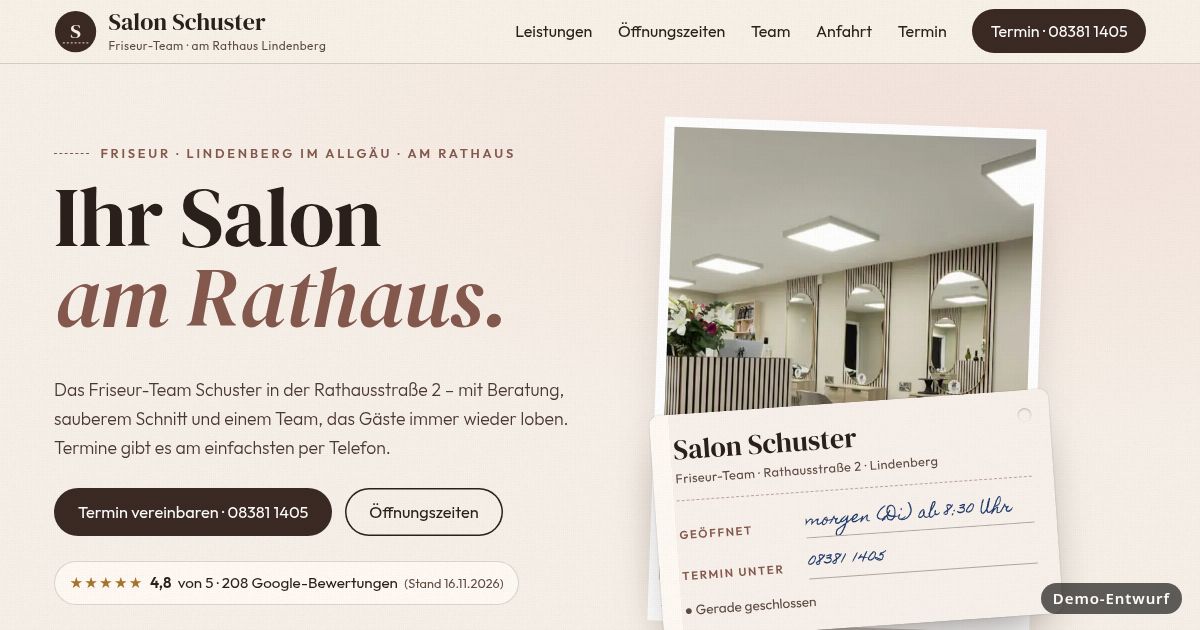 S
Salon Schuster
Friseur-Team · am Rathaus Lindenberg
Leistungen Öffnungszeiten Team Anfahrt Termin Termin · 08381 1405
FRISEUR · LINDENBERG IM ALLGÄU · AM RATHAUS
Ihr Salon
am Rathaus.
Das Friseur-Team Schuster in der Rathausstraße 2 – mit Beratung,
sauberem Schnitt und einem Team, das Gäste immer wieder loben.
Termine gibt es am einfachsten per Telefon.
Termin vereinbaren · 08381 1405 Öffnungszeiten
★★★★★ 4,8 von 5 · 208 Google-Bewertungen (Stand 16.11.2026)
Salon Schuster
Friseur-Team · Rathausstraße 2 · Lindenberg
GEÖFFNET morgen (Di) ab 8:30 Uhr
TERMIN UNTER 08381 1405
● Gerade geschlossen
Demo-Entwurf